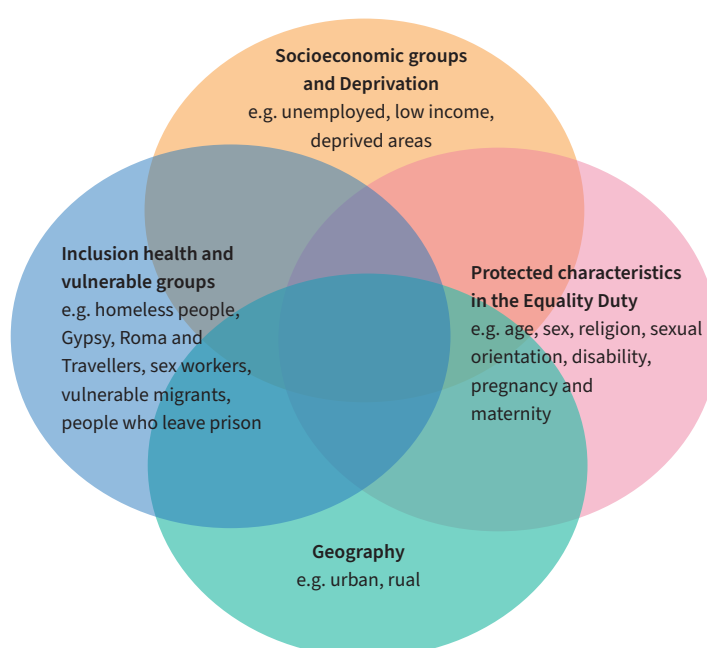 Socioeconomic groups
and Deprivation
e.g. unemployed, low income,
deprived areas
Inclusion health and
vulnerable groups
e.g. homeless people,
Gypsy, Roma and
Travellers, sex workers,
vulnerable migrants,
people who leave prison
Protected characteristics
in the Equality Duty
e.g. age, sex, religion, sexual
orientation, disability,
pregnancy and
maternity
Geography
e.g. urban, rual